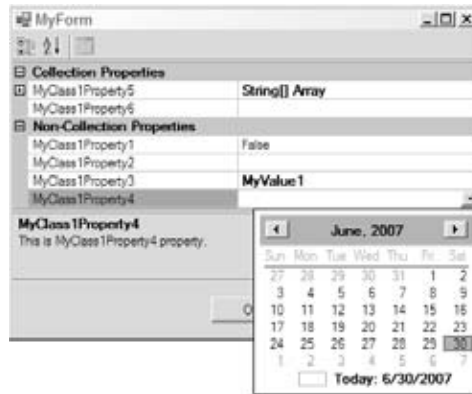 MyForm
Collection Properties
MyClass1Property5 String[] Array
MyClass1Property6
Non-Collection Properties
MyClass1Property1 False
MyClass1Property2
MyClass1Property3 MyValue1
MyClass1Property4
MyClass1Property4
This is MyClass1Property4 property.
June, 2007
Sun Mon Tue Wed Thu Fri Sat
27 28 29 30 31 1 2
3 4 5 6 7 8 9
10 11 12 13 14 15 16
17 18 19 20 21 22 23
24 25 26 27 28 29 30
1 2 3 4 5 6 7
Today: 6/30/2007